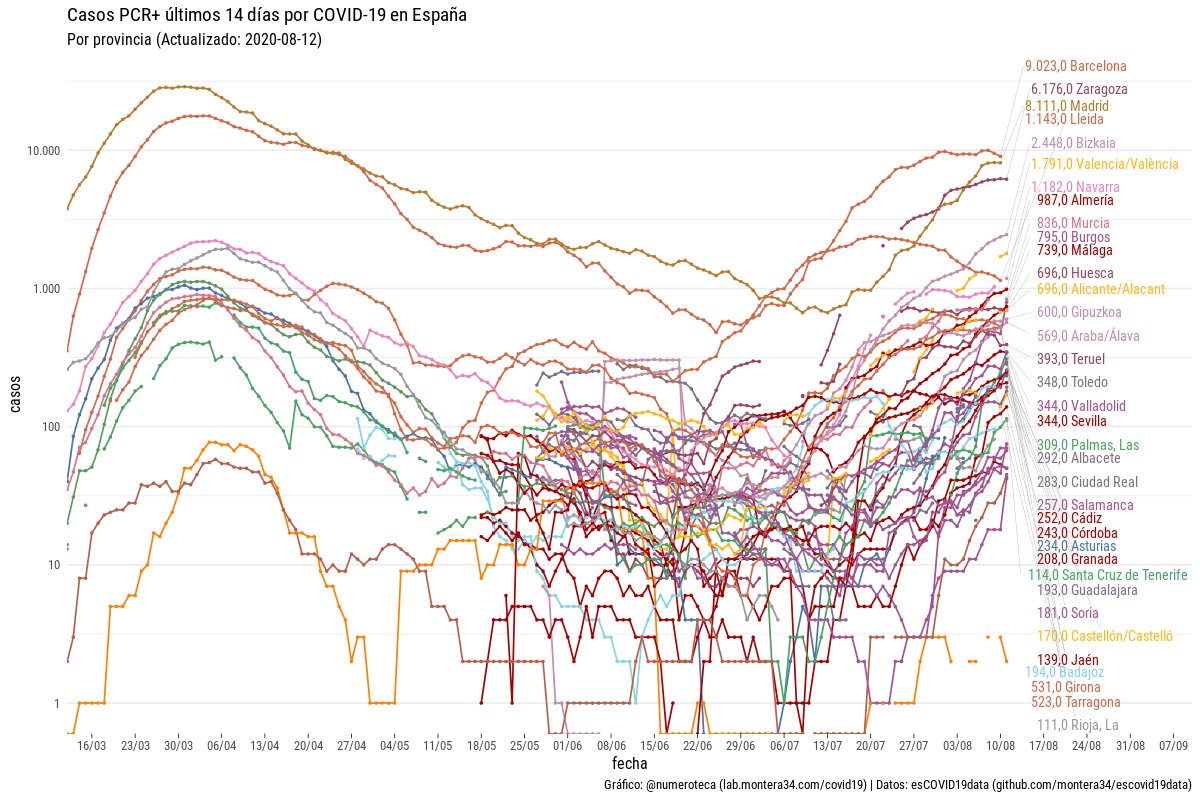 Casos PCR+ últimos 14 días por COVID-19 en España
Por provincia (Actualizado: 2020-08-12)
9.023,0 Barcelona
6.176,0 Zaragoza
8.111,0 Madrid
1.143,0 Lleida
2.448,0 Bizkaia
1.791,0 Valencia/València
1.182,0 Navarra
987,0 Almería
836,0 Murcia
795,0 Burgos
739,0 Málaga
696,0 Huesca
696,0 Alicante/Alacant
600,0 Gipuzkoa
569,0 Araba/Álava
393,0 Teruel
348,0 Toledo
344,0 Valladolid
344,0 Sevilla
309,0 Palmas, Las
292,0 Albacete
283,0 Ciudad Real
257,0 Salamanca
252,0 Cádiz
243,0 Córdoba
234,0 Asturias
208,0 Granada
114,0 Santa Cruz de Tenerife
193,0 Guadalajara
181,0 Soria
170,0 Castellón/Castelló
139,0 Jaén
194,0 Badajoz
531,0 Girona
523,0 Tarragona
111,0 Rioja, La
casos
10.000
1.000
100
10
1
16/03 23/03 30/03 06/04 13/04 20/04 27/04 04/05 11/05 18/05 25/05 01/06 08/06 15/06 22/06 29/06 06/07 13/07 20/07 27/07 03/08 10/08 17/08 24/08 31/08 07/09
fecha
Gráfico: @numeroteca (lab.montera34.com/covid19) | Datos: esCOVID19data (github.com/montera34/escovid19data)